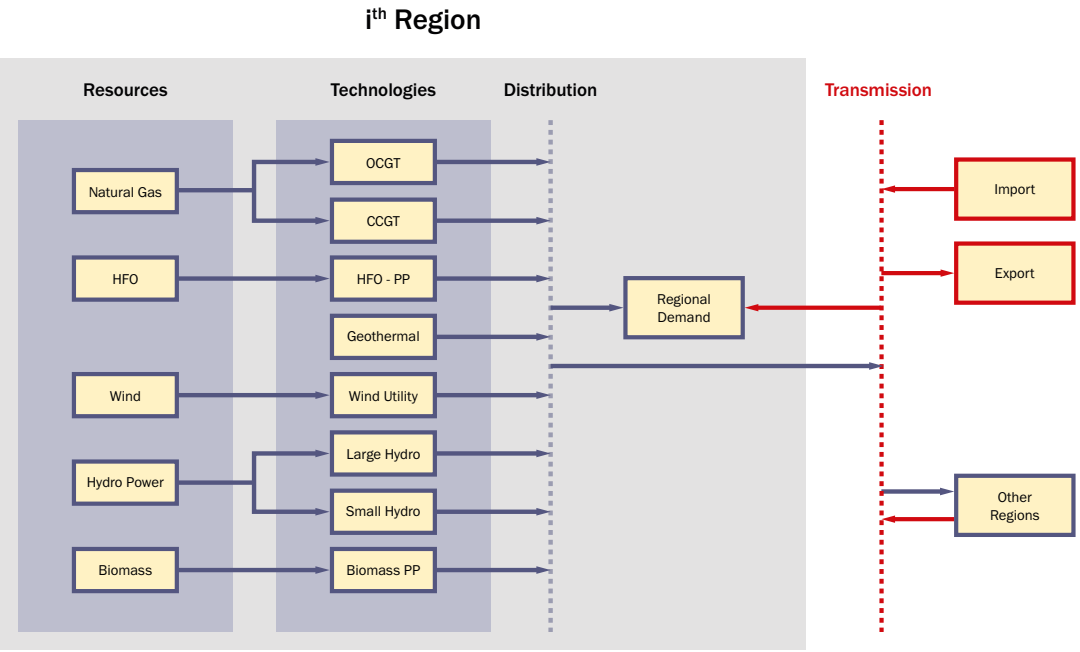 ith Region
Resources
Technologies
Distribution
Transmission
Natural Gas
HFO
Wind
Hydro Power
Biomass
OCGT
CCGT
HFO - PP
Geothermal
Wind Utility
Large Hydro
Small Hydro
Biomass PP
Regional
Demand
Import
Export
Other
Regions